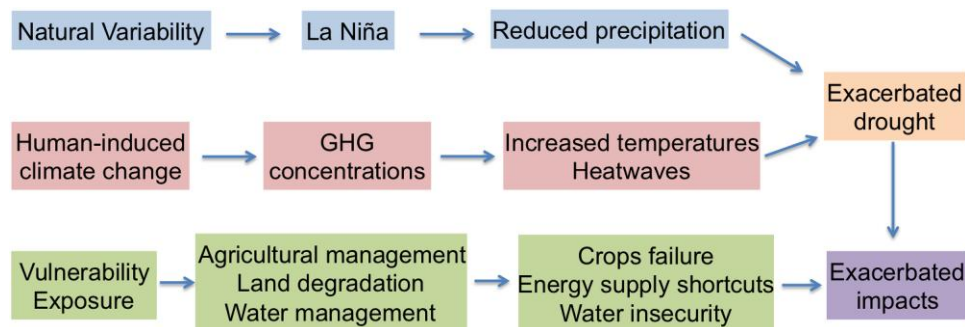 Natural Variability
La Niña
Reduced precipitation
Exacerbated
drought
Human-induced
climate change
GHG
concentrations
Increased temperatures
Heatwaves
Vulnerability
Exposure
Agricultural management
Land degradation
Water management
Crops failure
Energy supply shortcuts
Water insecurity
Exacerbated
impacts